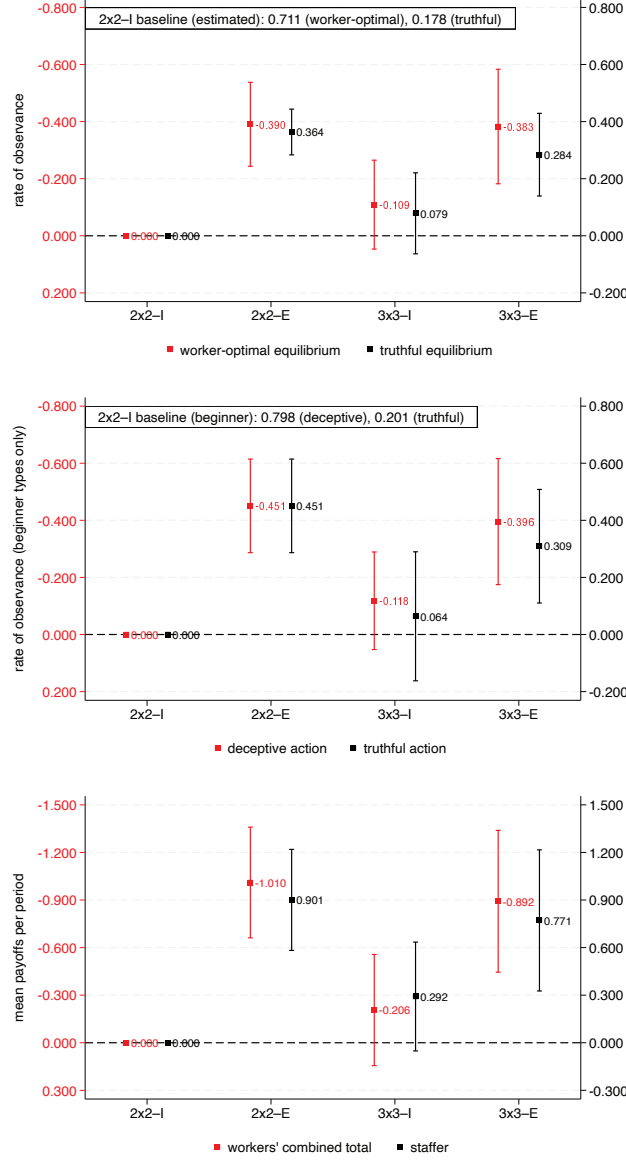 -0.800 0.800
2x2–I baseline (estimated): 0.711 (worker-optimal), 0.178 (truthful)
-0.600 0.600
-0.400 -0.390 0.364 -0.383 0.400
-0.200 -0.109 0.079 0.284 0.200
0.000 0.000 0.000 0.000
0.200 -0.200
rate of observance
2x2–I 2x2–E 3x3–I 3x3–E
worker-optimal equilibrium truthful equilibrium
-0.800 0.800
2x2–I baseline (beginner): 0.798 (deceptive), 0.201 (truthful)
-0.600 0.600
-0.400 -0.451 0.451 -0.396 0.400
-0.200 -0.118 0.064 0.309 0.200
0.000 0.000 0.000 0.000
0.200 -0.200
rate of observance (beginner types only)
2x2–I 2x2–E 3x3–I 3x3–E
deceptive action truthful action
-1.500 1.500
-1.200 1.200
-0.900 -1.010 0.901 -0.892 0.771 0.900
-0.600 0.600
-0.300 -0.206 0.292 0.300
0.000 0.000 0.000 0.000
0.300 -0.300
mean payoffs per period
2x2–I 2x2–E 3x3–I 3x3–E
workers' combined total staffer